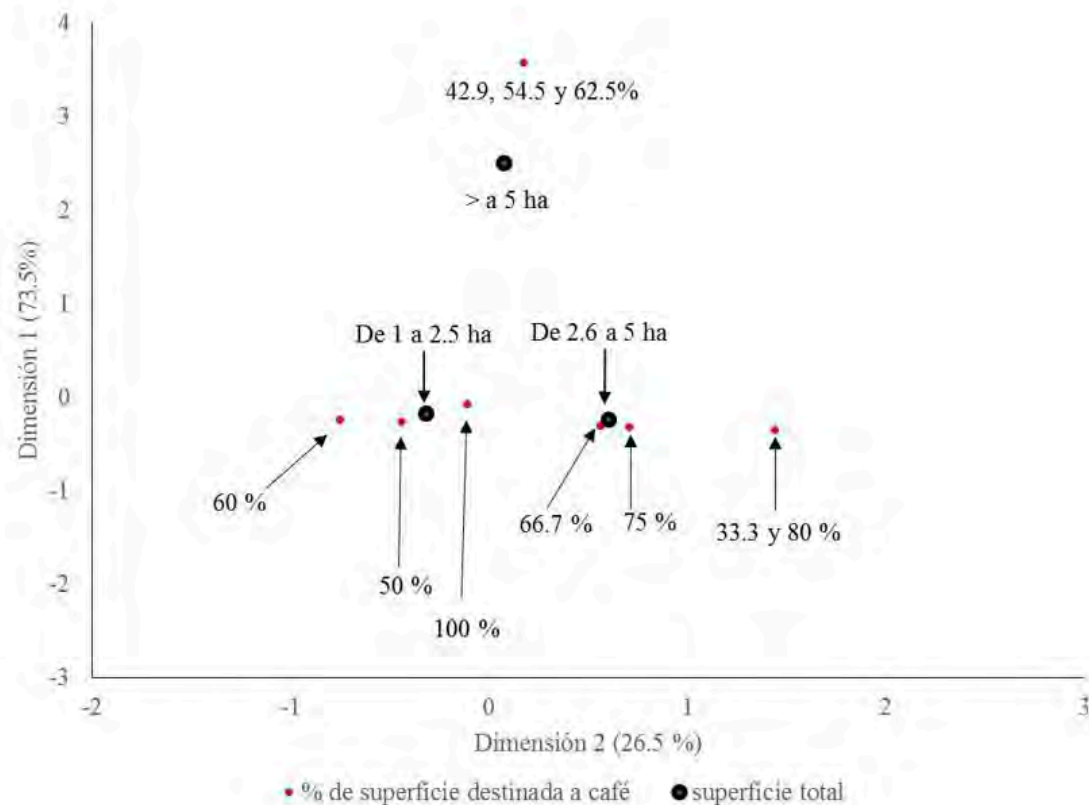 4
3
2
1
0
-1
-2
-3
Dimensión 1 (73.5%)
42.9, 54.5 y 62.5%
> a 5 ha
De 1 a 2.5 ha
De 2.6 a 5 ha
60 %
50 %
100 %
66.7 %
75 %
33.3 y 80 %
-2
-1
0
1
2
3
Dimensión 2 (26.5 %)
% de superficie destinada a café
superficie total